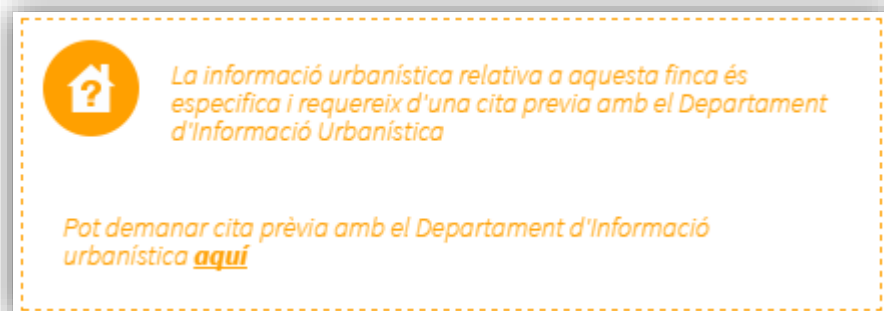 ?
La informació urbanística relativa a aquesta finca és
especifica i requereix d'una cita previa amb el Departament
d'Informació Urbanística
Pot demanar cita prèvia amb el Departament d'Informació
urbanística aquí